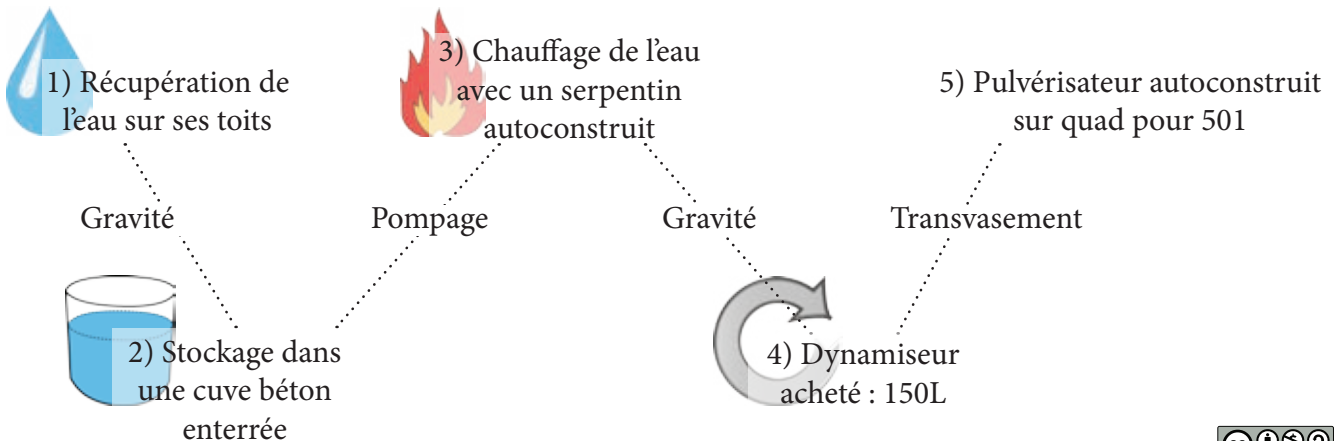 1) Récupération de
l'eau sur ses toits
Gravité
2) Stockage dans
une cuve béton
enterrée
Pompage
3) Chauffage de l'eau
avec un serpentin
autoconstruit
Gravité
4) Dynamiseur
acheté : 150L
Transvasement
5) Pulvérisateur autoconstruit
sur quad pour 501